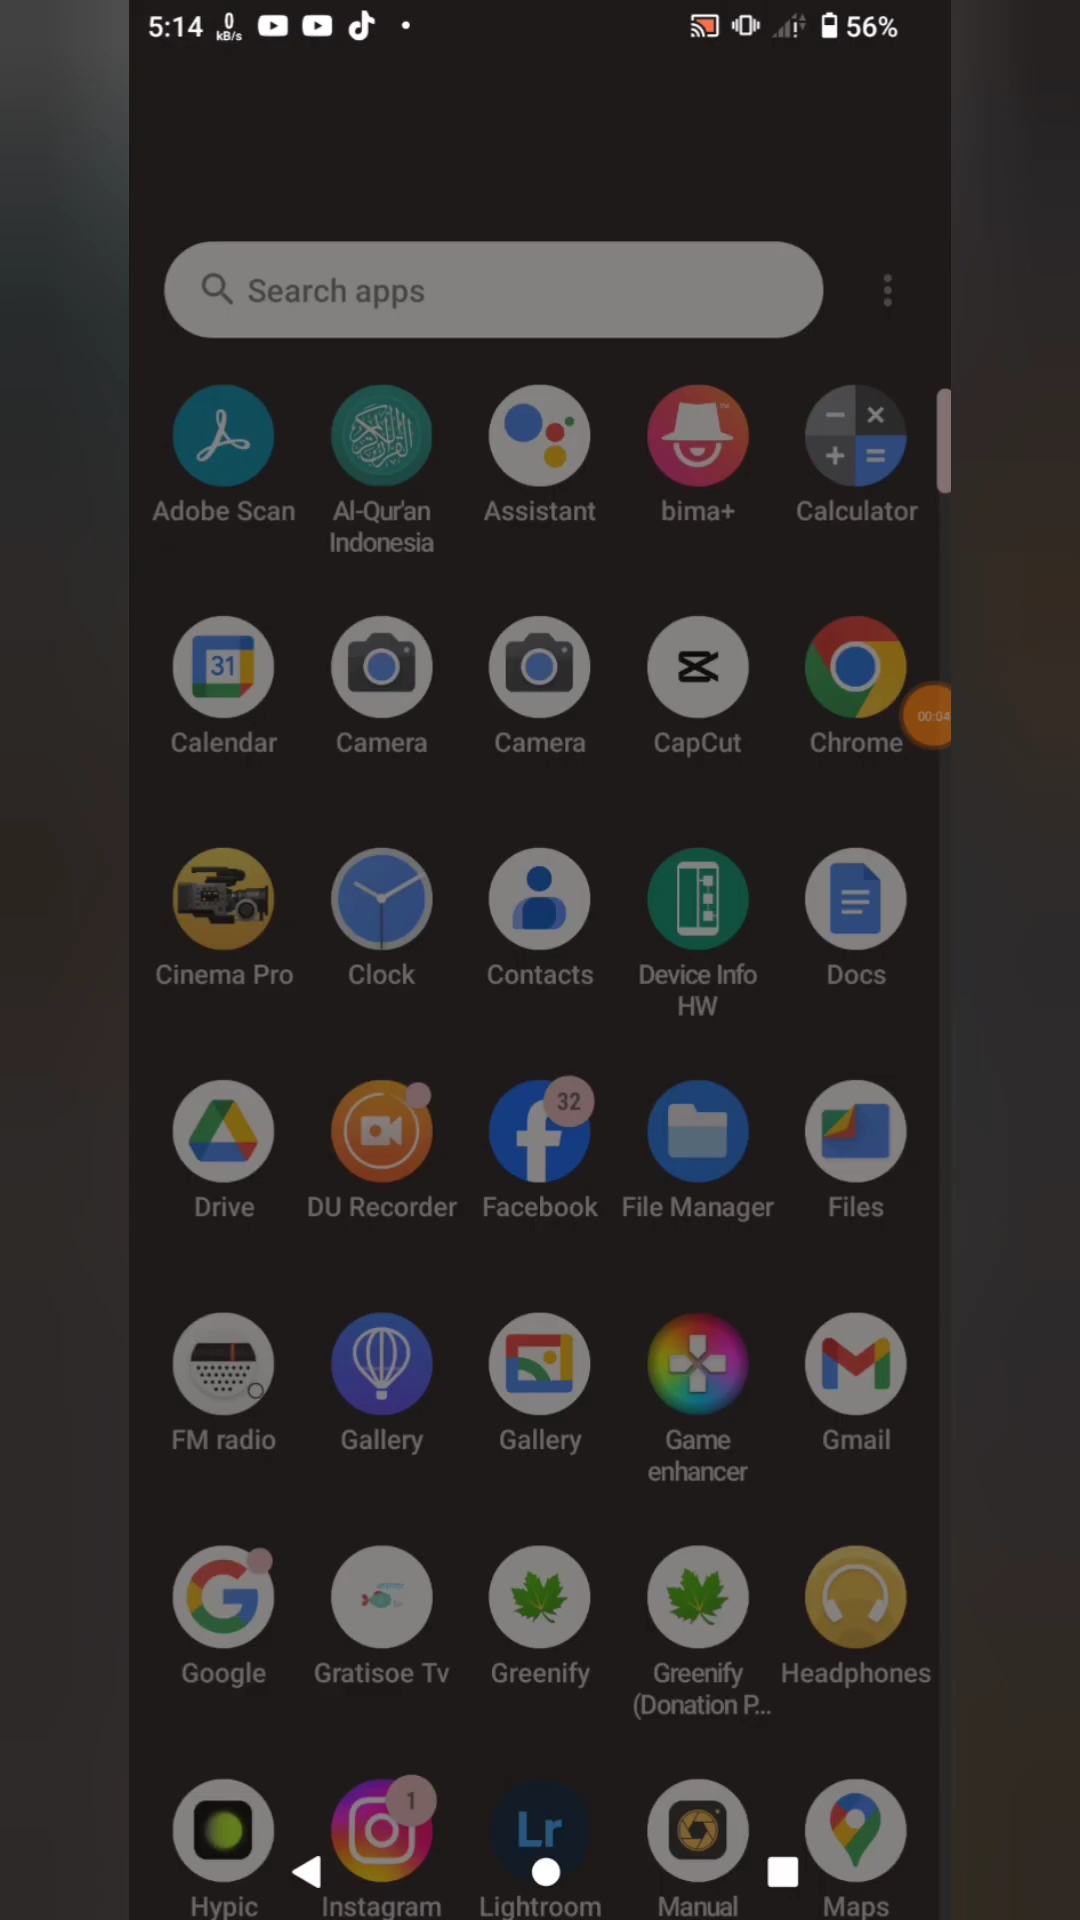 5:14 0 kB/s 56%
Search apps
Adobe Scan Al-Qur'an Indonesia Assistant bima+ Calculator
31
Calendar Camera Camera CapCut Chrome
00:04
Cinema Pro Clock Contacts Device Info HW Docs
32
Drive DU Recorder Facebook File Manager Files
FM radio Gallery Gallery Game enhancer Gmail
Google Gratisoe Tv Greenify Greenify (Donation P... Headphones
1
Lr
Hypic Instagram Lightroom Manual Maps